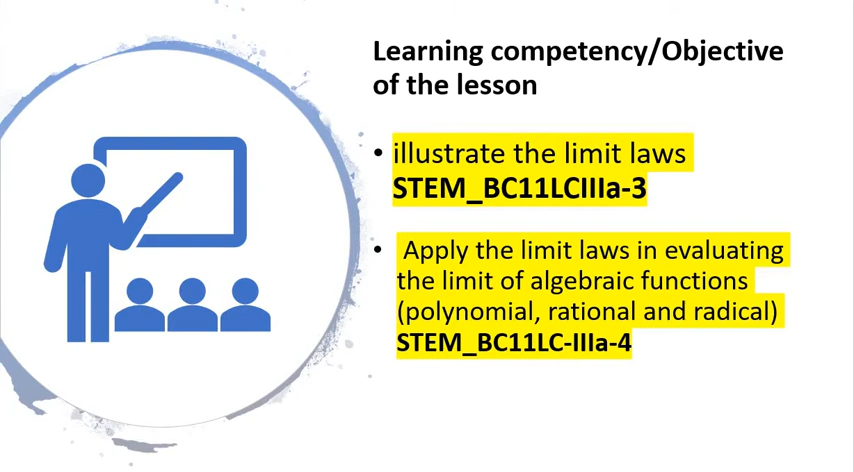 Learning competency/Objective
of the lesson
• illustrate the limit laws
STEM_BC11LCIIIa-3
• Apply the limit laws in evaluating
the limit of algebraic functions
(polynomial, rational and radical)
STEM_BC11LC-IIIa-4